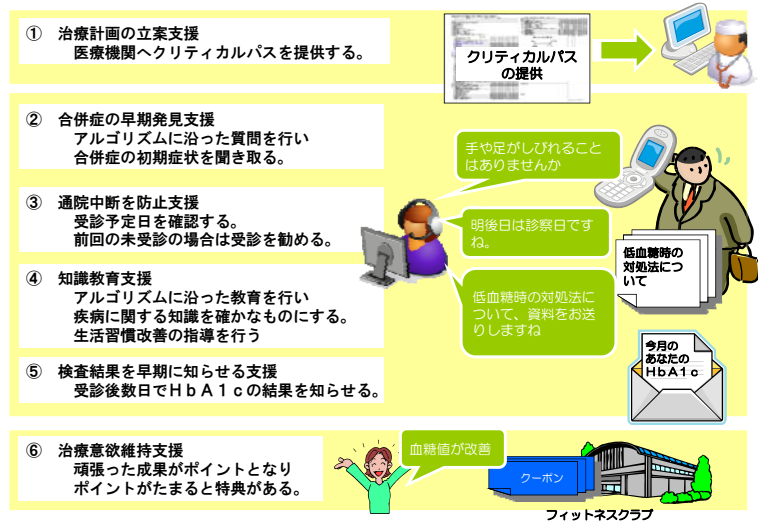 ① 治療計画の立案支援
医療機関へクリティカルパスを提供する。
クリティカルパス
の提供
② 合併症の早期発見支援
アルゴリズムに沿った質問を行い
合併症の初期症状を聞き取る。
手や足がしびれること
はありませんか
③ 通院中断を防止支援
受診予定日を確認する。
前回の未受診の場合は受診を勧める。
明後日は診察日です
ね。
低血糖時の
対処法につ
いて
④ 知識教育支援
アルゴリズムに沿った教育を行い
疾病に関する知識を確かなものにする。
生活習慣改善の指導を行う
低血糖時の対処法に
ついて、資料をお送
りしますね
⑤ 検査結果を早期に知らせる支援
受診後数日でHbA1cの結果を知らせる。
今月の
あなたの
HbA1c
⑥ 治療意欲維持支援
頑張った成果がポイントとなり
ポイントがたまると特典がある。
血糖値が改善
クーポン
フィットネスクラブ